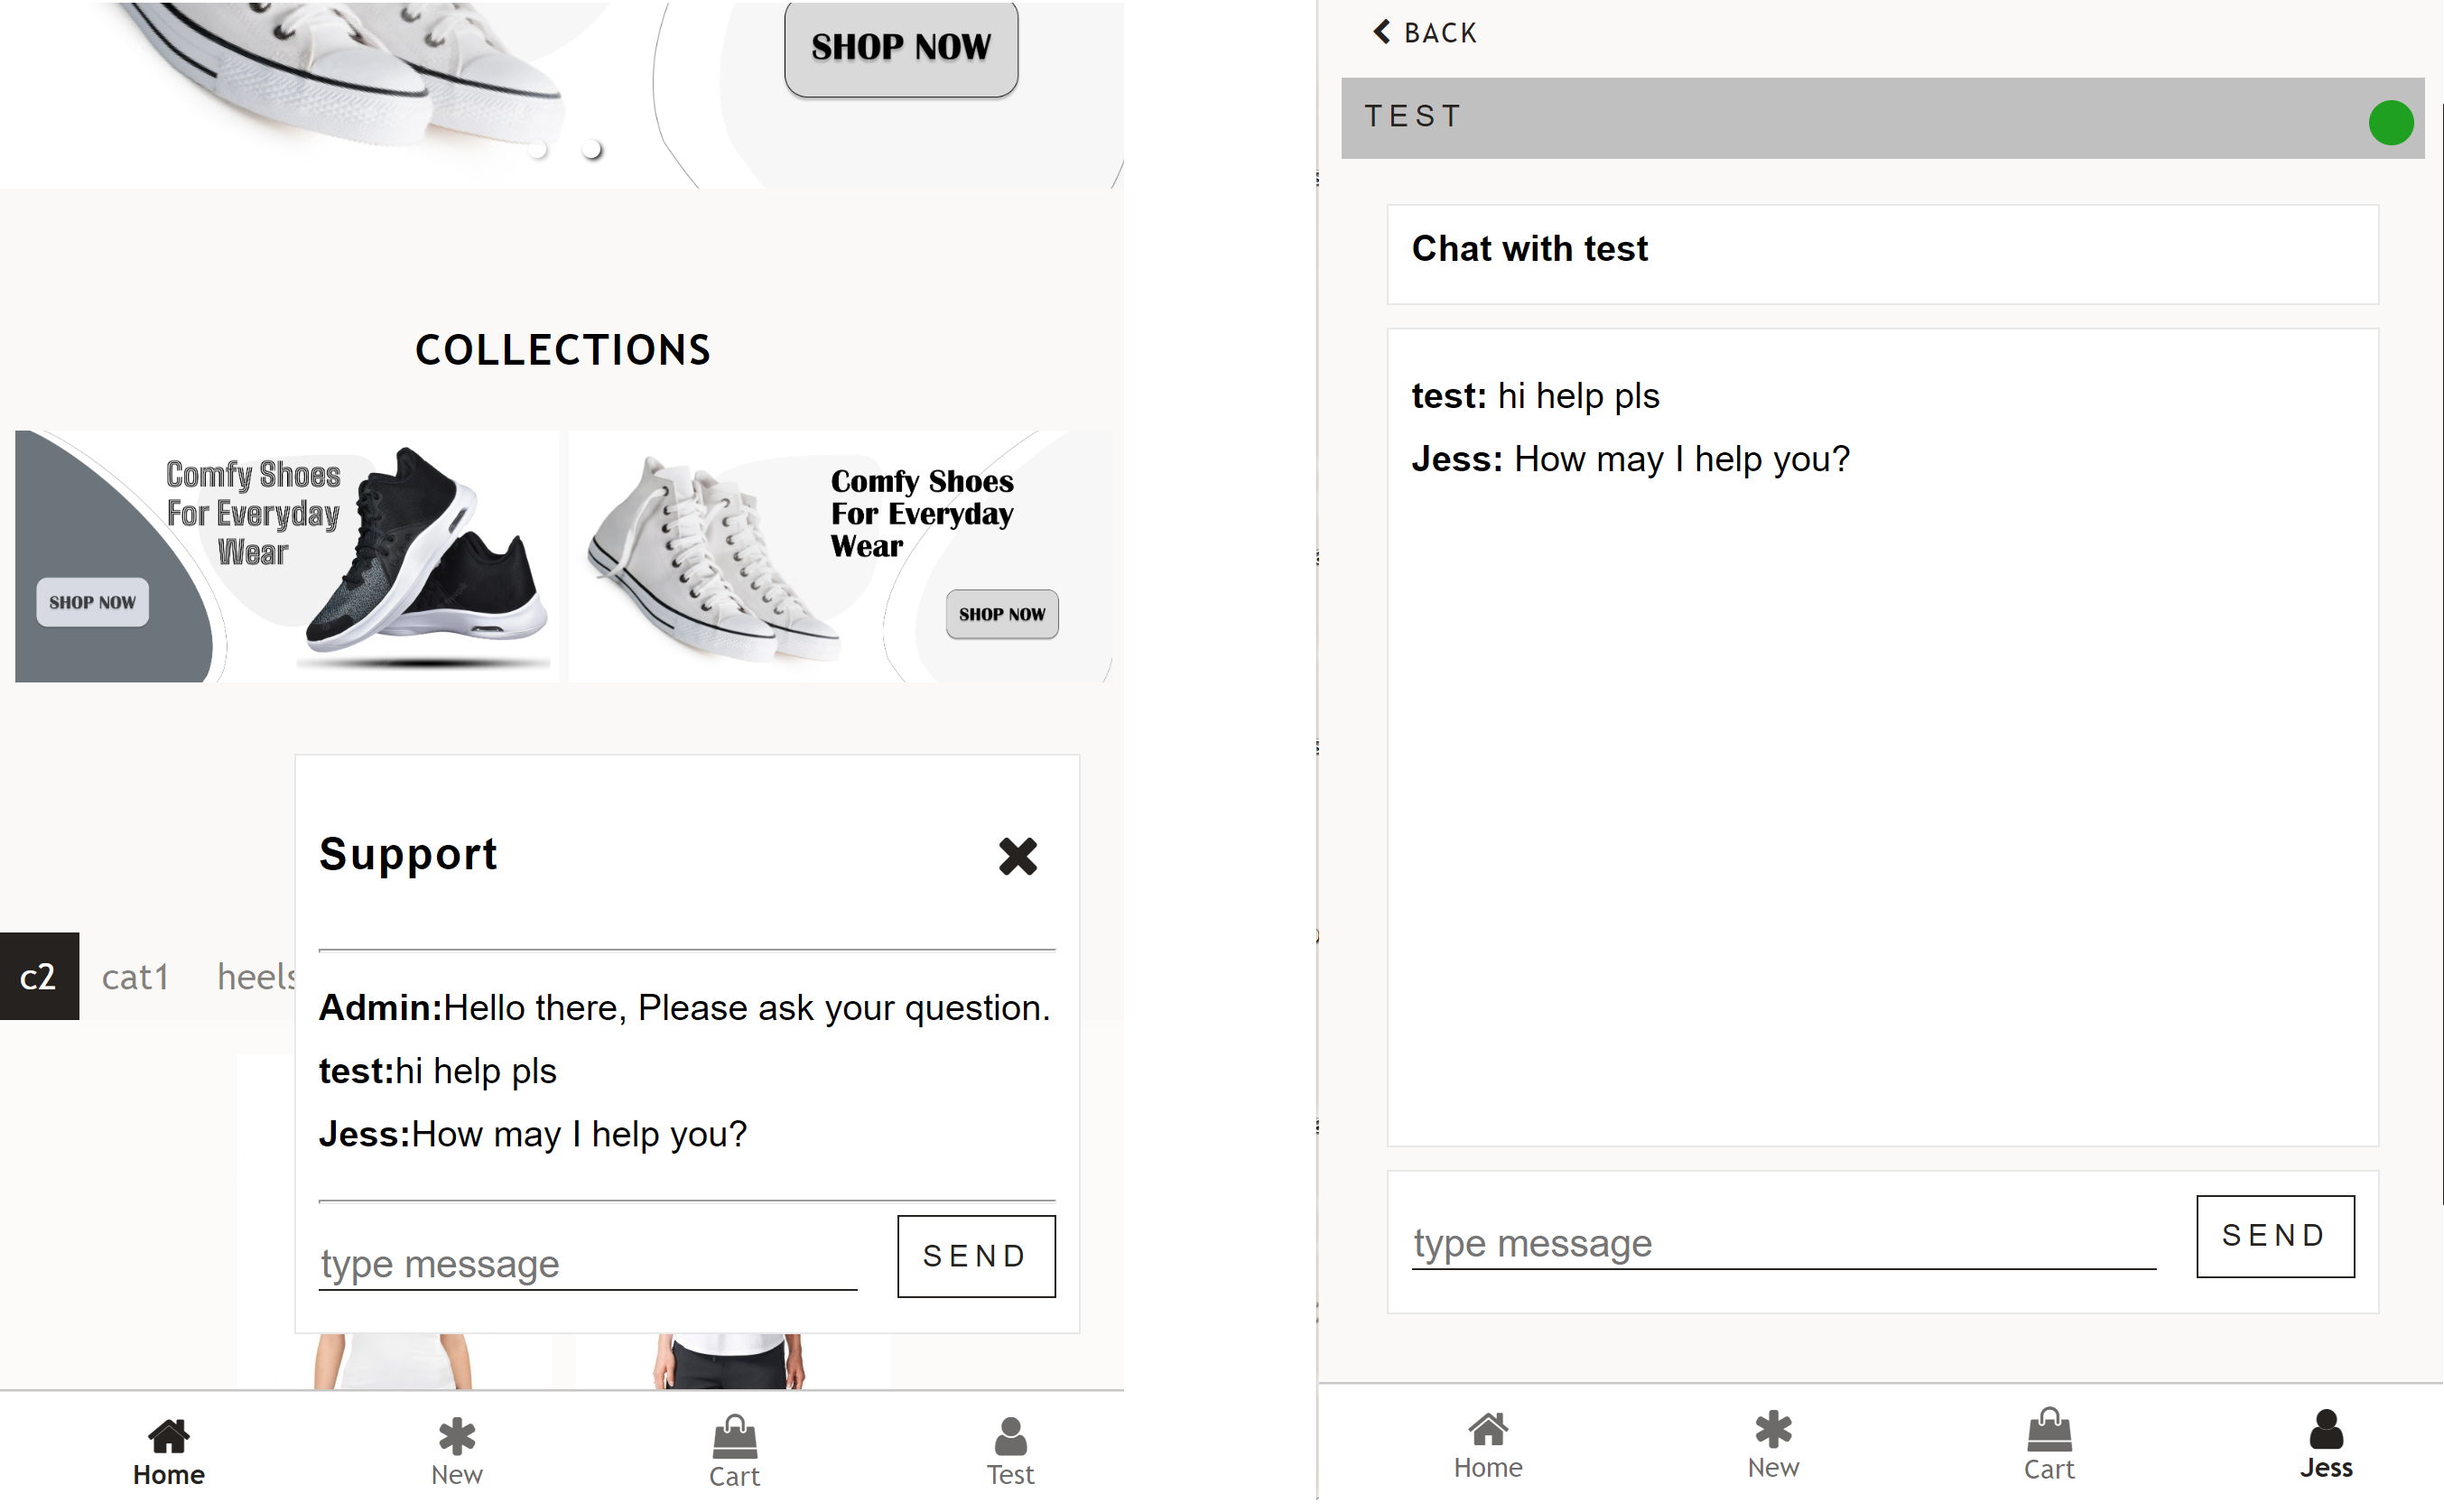 SHOP NOW
COLLECTIONS
Comfy Shoes
For Everyday
Wear
SHOP NOW
Comfy Shoes
For Everyday
Wear
SHOP NOW
c2 cat1 heels
Support
Admin:Hello there, Please ask your question.
test:hi help pls
Jess:How may I help you?
type message
SEND
Home New Cart Test
BACK
TEST
Chat with test
test: hi help pls
Jess: How may I help you?
type message
SEND
Home New Cart Jess